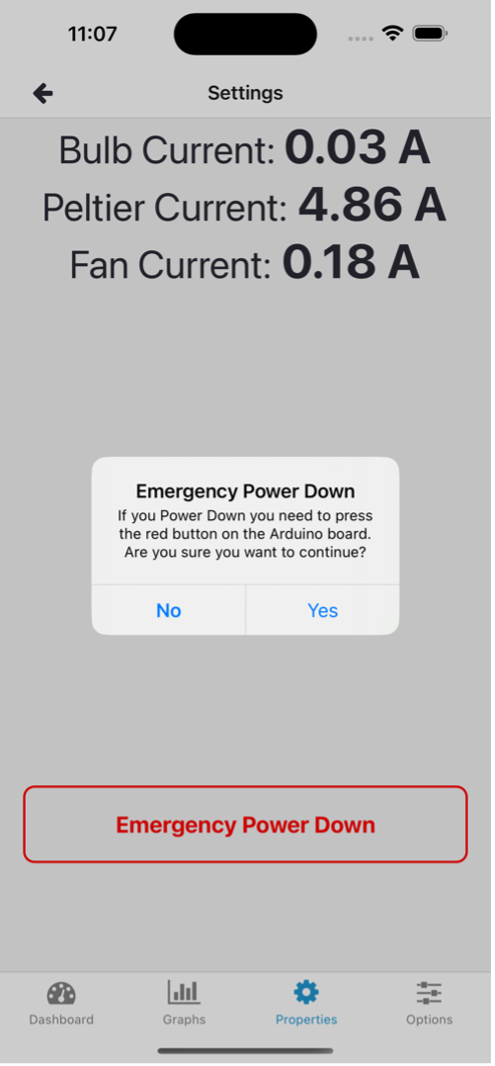 11:07
Settings
Bulb Current: 0.03 A
Peltier Current: 4.86 A
Fan Current: 0.18 A
Emergency Power Down
If you Power Down you need to press
the red button on the Arduino board.
Are you sure you want to continue?
No Yes
Emergency Power Down
Dashboard Graphs Properties Options